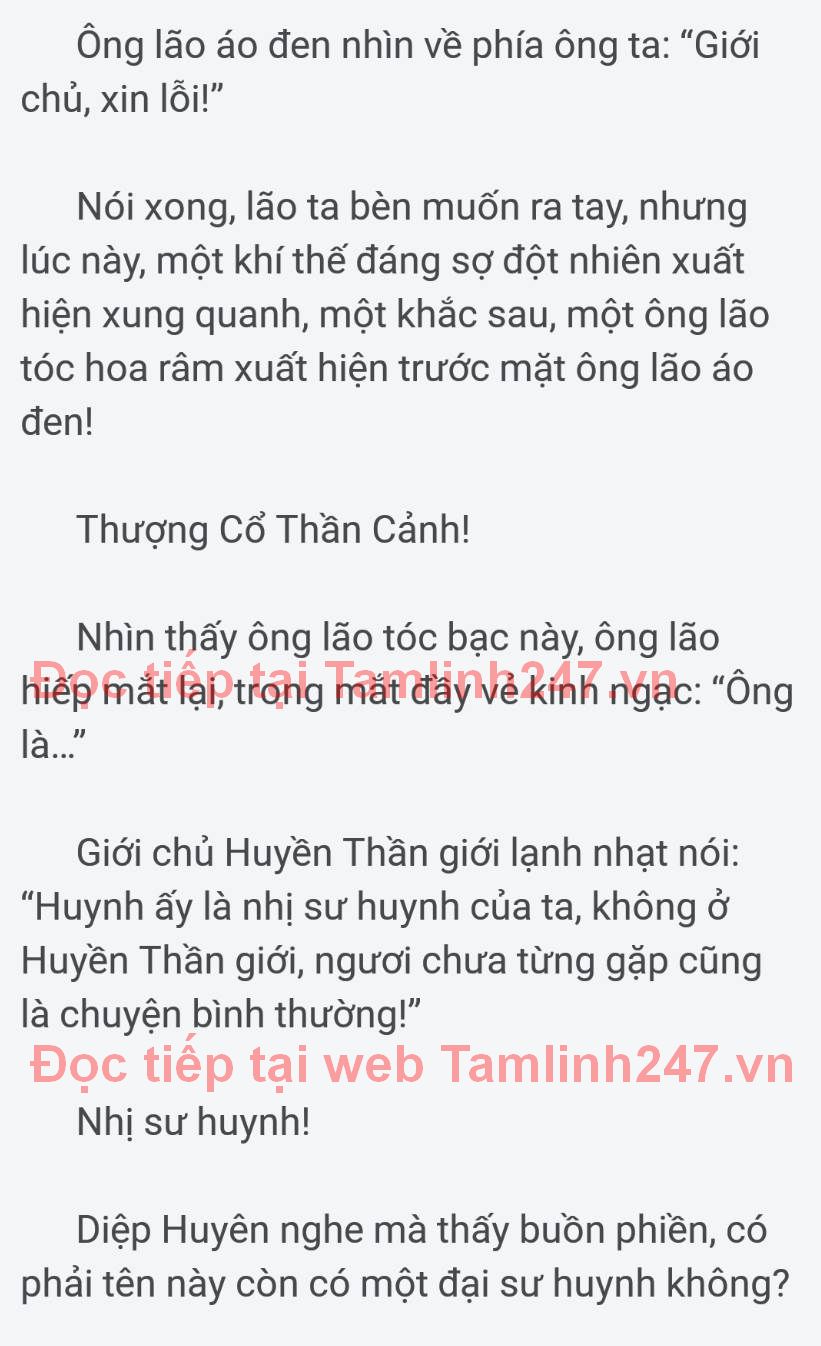 Ông lão áo đen nhìn về phía ông ta: “Giới
chủ, xin lỗi!”
Nói xong, lão ta bèn muốn ra tay, nhưng
lúc này, một khí thế đáng sợ đột nhiên xuất
hiện xung quanh, một khắc sau, một ông lão
tóc hoa râm xuất hiện trước mặt ông lão áo
đen!
Thượng Cổ Thần Cảnh!
Nhìn thấy ông lão tóc bạc này, ông lão
Đọc tiếp tại Tamlinh247.vn
hiếp mắt lại, trong mắt đầy vẻ kinh ngạc: “Ông
là...”
Giới chủ Huyền Thần giới lạnh nhạt nói:
“Huynh ấy là nhị sư huynh của ta, không ở
Huyền Thần giới, ngươi chưa từng gặp cũng
là chuyện bình thường!”
Đọc tiếp tại web Tamlinh247.vn
Nhị sư huynh!
Diệp Huyên nghe mà thấy buồn phiền, có
phải tên này còn có một đại sư huynh không?